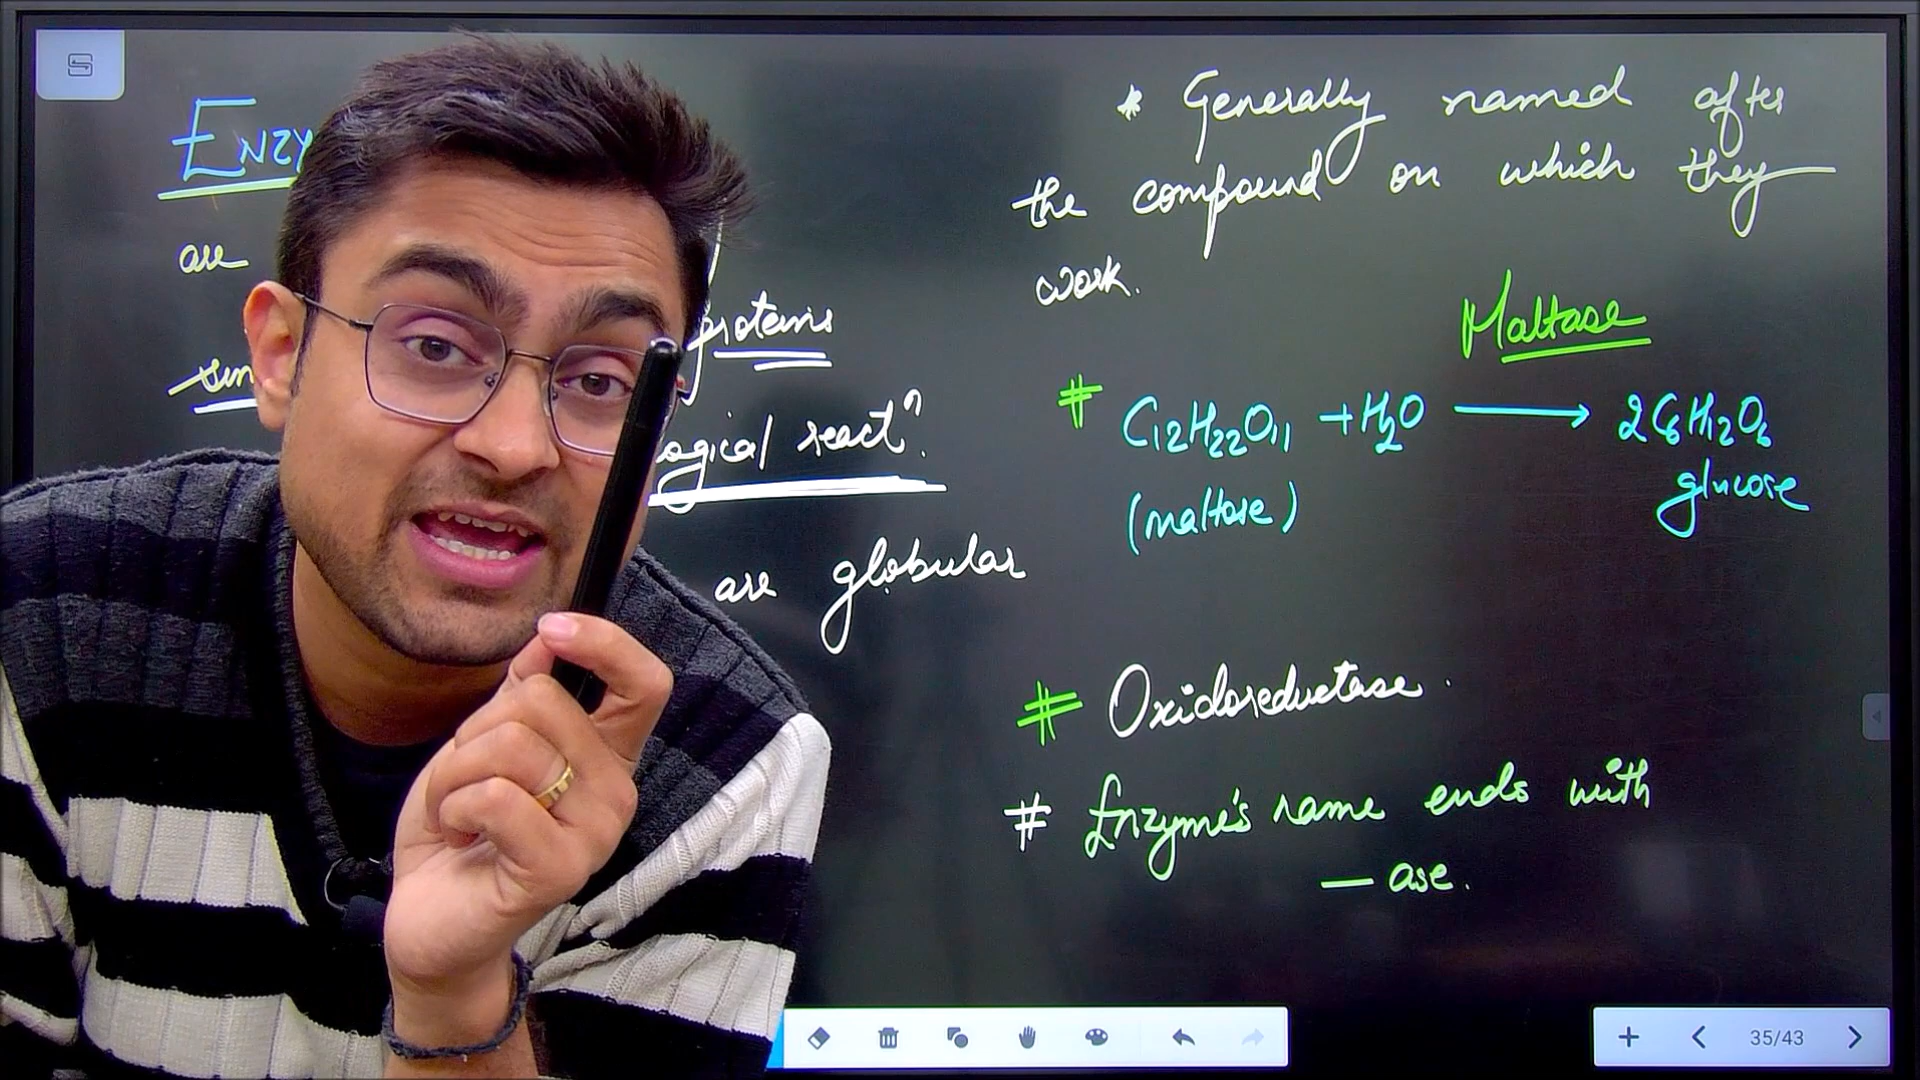 ENZY
are
proteins
ogical react?
are globular
* Generally named after
the compound on which they
work.
Maltase
# C12H22O11 + H2O ⟶ 2C6H12O6
(maltose) glucose
# Oxidoreductase.
# Enzyme's name ends with
— ase.
35/43